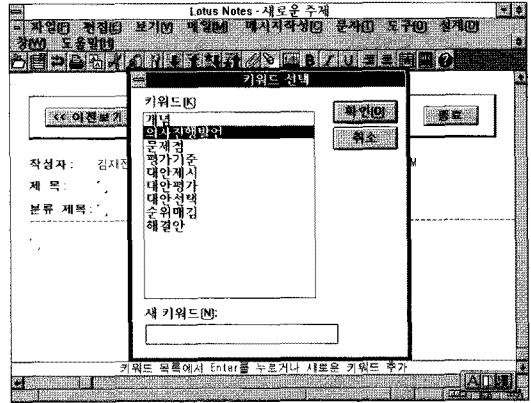 Lotus Notes - 새로운 주제
파일[F] 편집[E] 보기[V] 메일[M] 메시지작성[C] 문자[T] 도구[O] 설계[D]
창[W] 도움말[H]
키워드 선택
<< 이전보기
키워드[K]
개념
의사진행발언
문제점
평가기준
대안제시
대안평가
대안선택
순위매김
해결안
확인[O]
취소
종료
작성자: 김재전
제 목:
분류 제목:
새 키워드[N]:
키워드 목록에서 Enter를 누르거나 새로운 키워드 추가